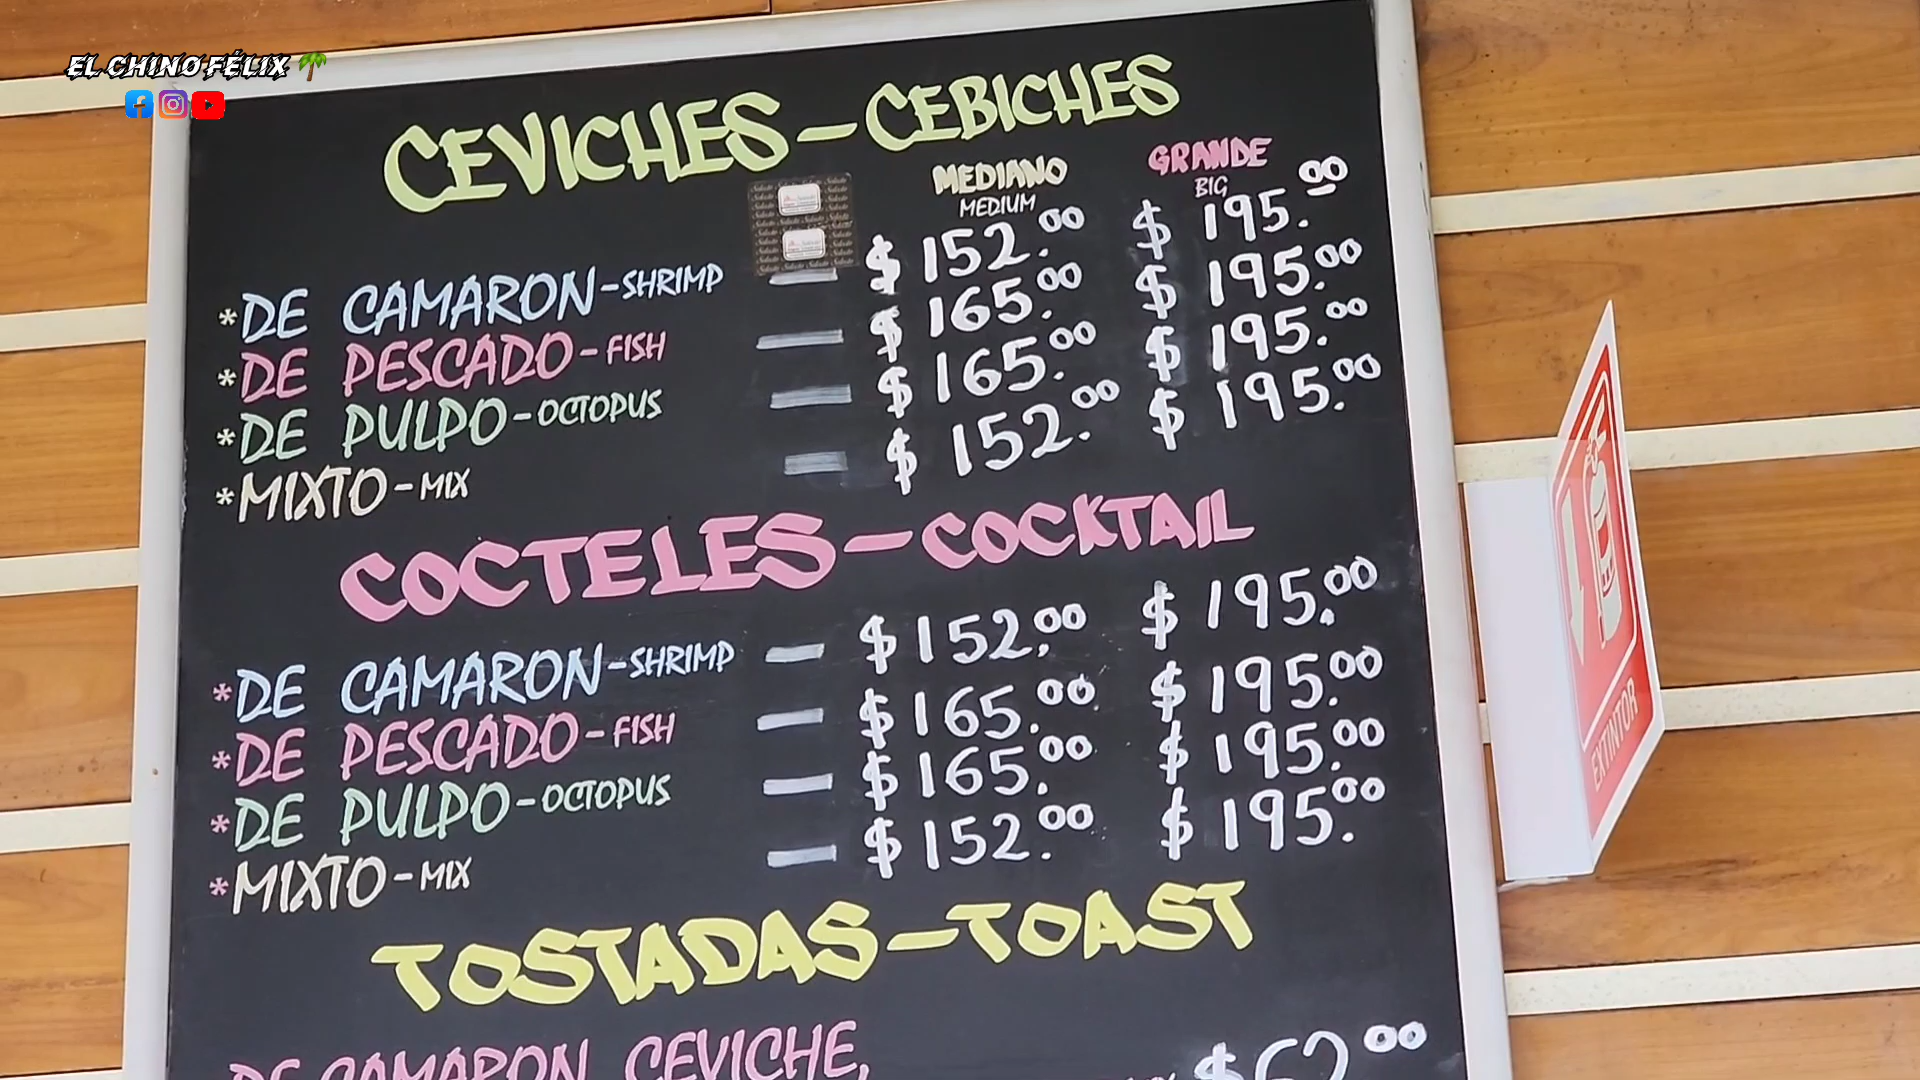 EL CHINO FÉLIX
CEVICHES-CEBICHES
MEDIANO GRANDE
MEDIUM BIG
*DE CAMARON-SHRIMP — $152.00 $195.00
*DE PESCADO-FISH — $165.00 $195.00
*DE PULPO-OCTOPUS — $165.00 $195.00
*MIXTO-MIX — $152.00 $195.00
COCTELES-COCKTAIL
*DE CAMARON-SHRIMP — $152.00 $195.00
*DE PESCADO-FISH — $165.00 $195.00
*DE PULPO-OCTOPUS — $165.00 $195.00
*MIXTO-MIX — $152.00 $195.00
TOSTADAS-TOAST
DE CAMARON, CEVICHE,
EXTINTOR